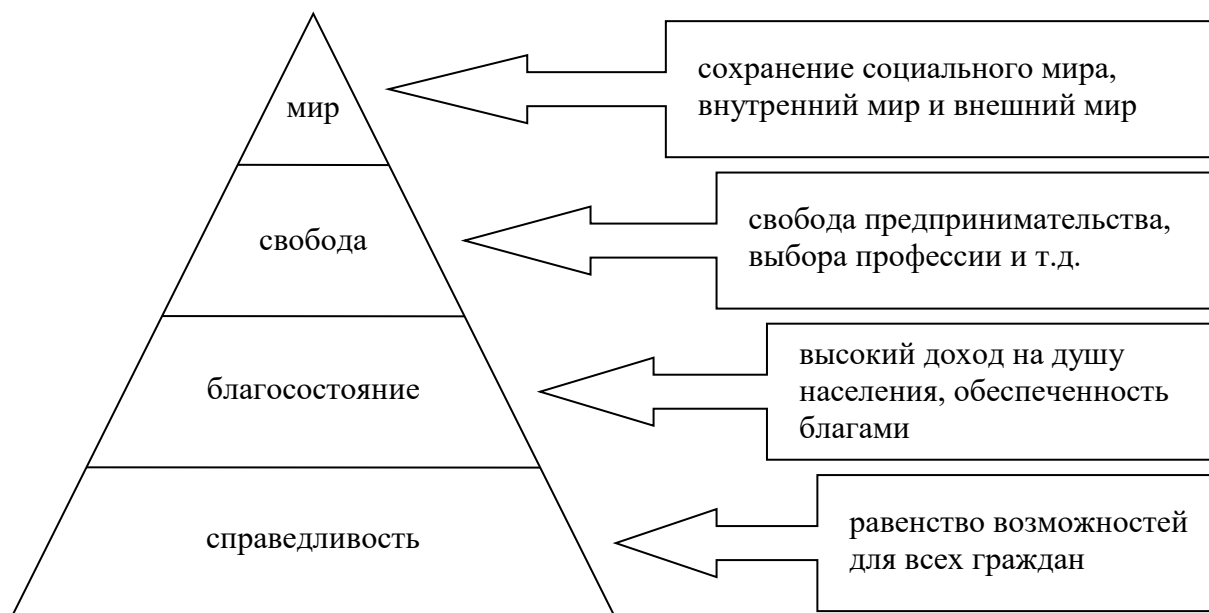 мир
сохранение социального мира,
внутренний мир и внешний мир
свобода
свобода предпринимательства,
выбора профессии и т.д.
благосостояние
высокий доход на душу
населения, обеспеченность
благами
справедливость
равенство возможностей
для всех граждан